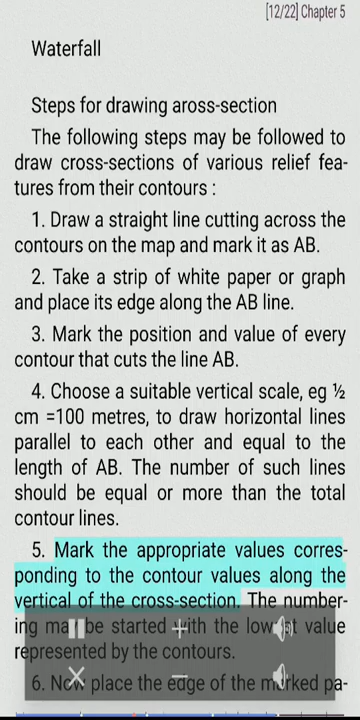 [12/22] Chapter 5
Waterfall
Steps for drawing aross-section
The following steps may be followed to
draw cross-sections of various relief fea-
tures from their contours :
1. Draw a straight line cutting across the
contours on the map and mark it as AB.
2. Take a strip of white paper or graph
and place its edge along the AB line.
3. Mark the position and value of every
contour that cuts the line AB.
4. Choose a suitable vertical scale, eg ½
cm =100 metres, to draw horizontal lines
parallel to each other and equal to the
length of AB. The number of such lines
should be equal or more than the total
contour lines.
5. Mark the appropriate values corres-
ponding to the contour values along the
vertical of the cross-section. The number-
ing may be started with the lowest value
represented by the contours.
6. Now place the edge of the marked pa-